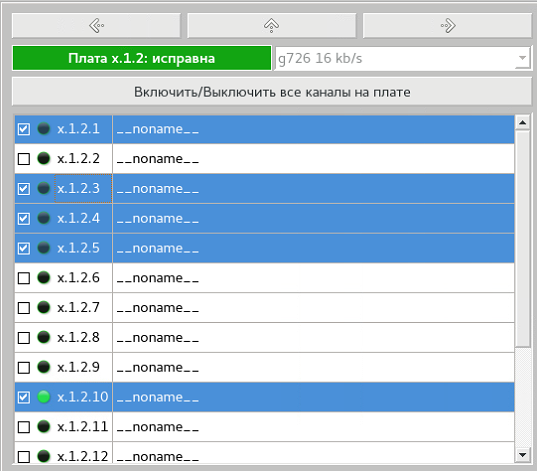 Плата x.1.2: исправна
g726 16 kb/s
Включить/Выключить все каналы на плате
x.1.2.1 __noname__
x.1.2.2 __noname__
x.1.2.3 __noname__
x.1.2.4 __noname__
x.1.2.5 __noname__
x.1.2.6 __noname__
x.1.2.7 __noname__
x.1.2.8 __noname__
x.1.2.9 __noname__
x.1.2.10 __noname__
x.1.2.11 __noname__
x.1.2.12 __noname__